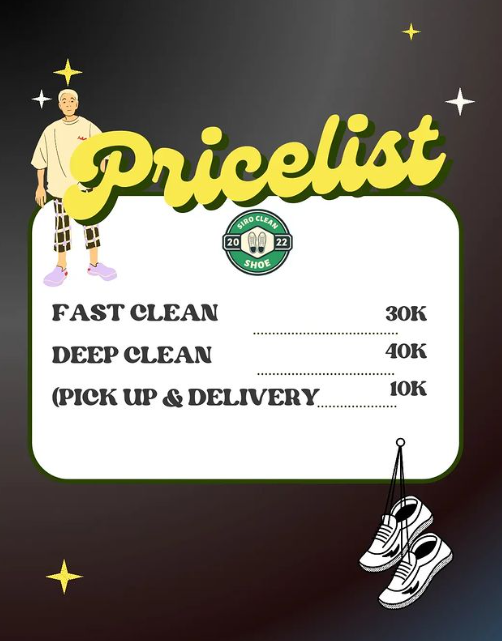 Pricelist
SIRO CLEAN
20 22
SHOE
FAST CLEAN 30K
DEEP CLEAN 40K
(PICK UP & DELIVERY 10K